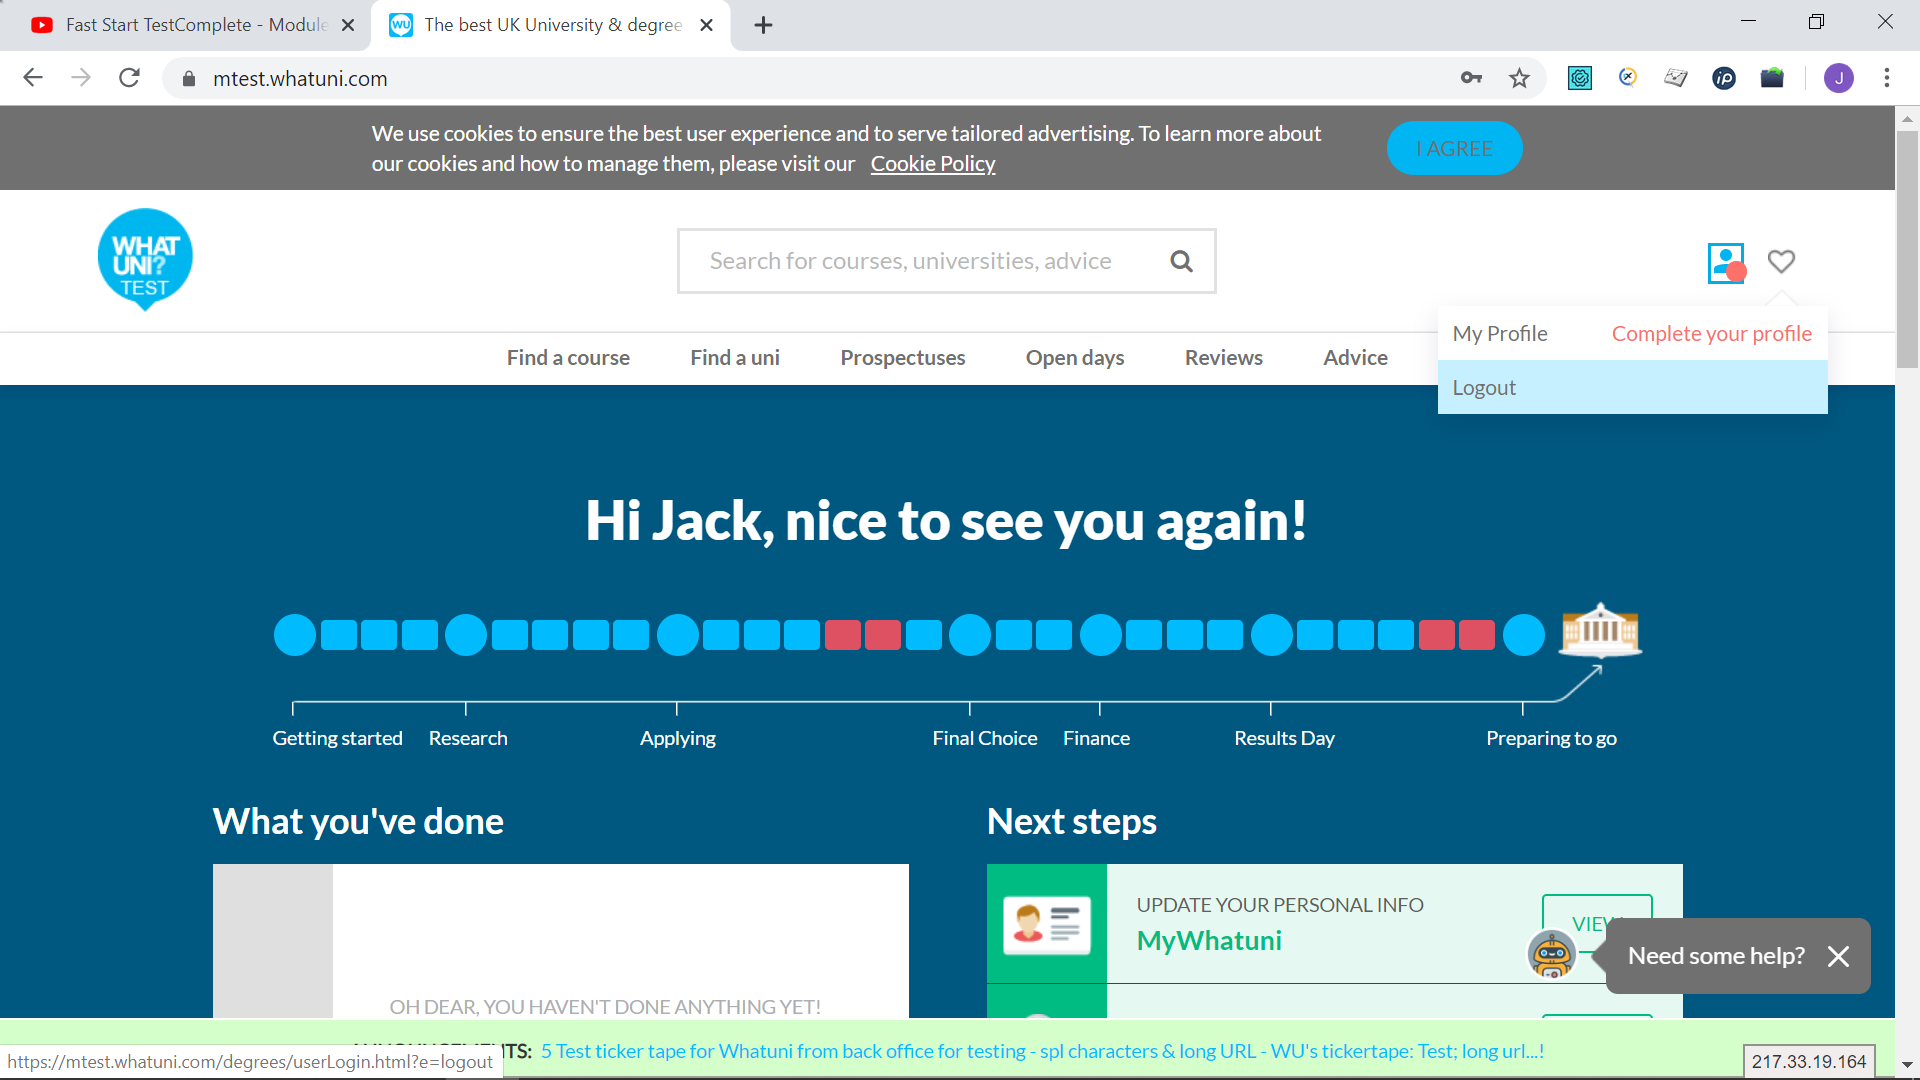 Fast Start TestComplete - Module
The best UK University & degree
mtest.whatuni.com
J
We use cookies to ensure the best user experience and to serve tailored advertising. To learn more about
our cookies and how to manage them, please visit our Cookie Policy
I AGREE
WHAT
UNI?
TEST
Search for courses, universities, advice
My Profile Complete your profile
Logout
Find a course Find a uni Prospectuses Open days Reviews Advice
Hi Jack, nice to see you again!
Getting started Research Applying Final Choice Finance Results Day Preparing to go
What you've done
Next steps
UPDATE YOUR PERSONAL INFO
MyWhatuni
Need some help?
OH DEAR, YOU HAVEN'T DONE ANYTHING YET!
5 Test ticker tape for Whatuni from back office for testing - spl characters & long URL - WU's tickertape: Test; long url...!
https://mtest.whatuni.com/degrees/userLogin.html?e=logout
217.33.19.164